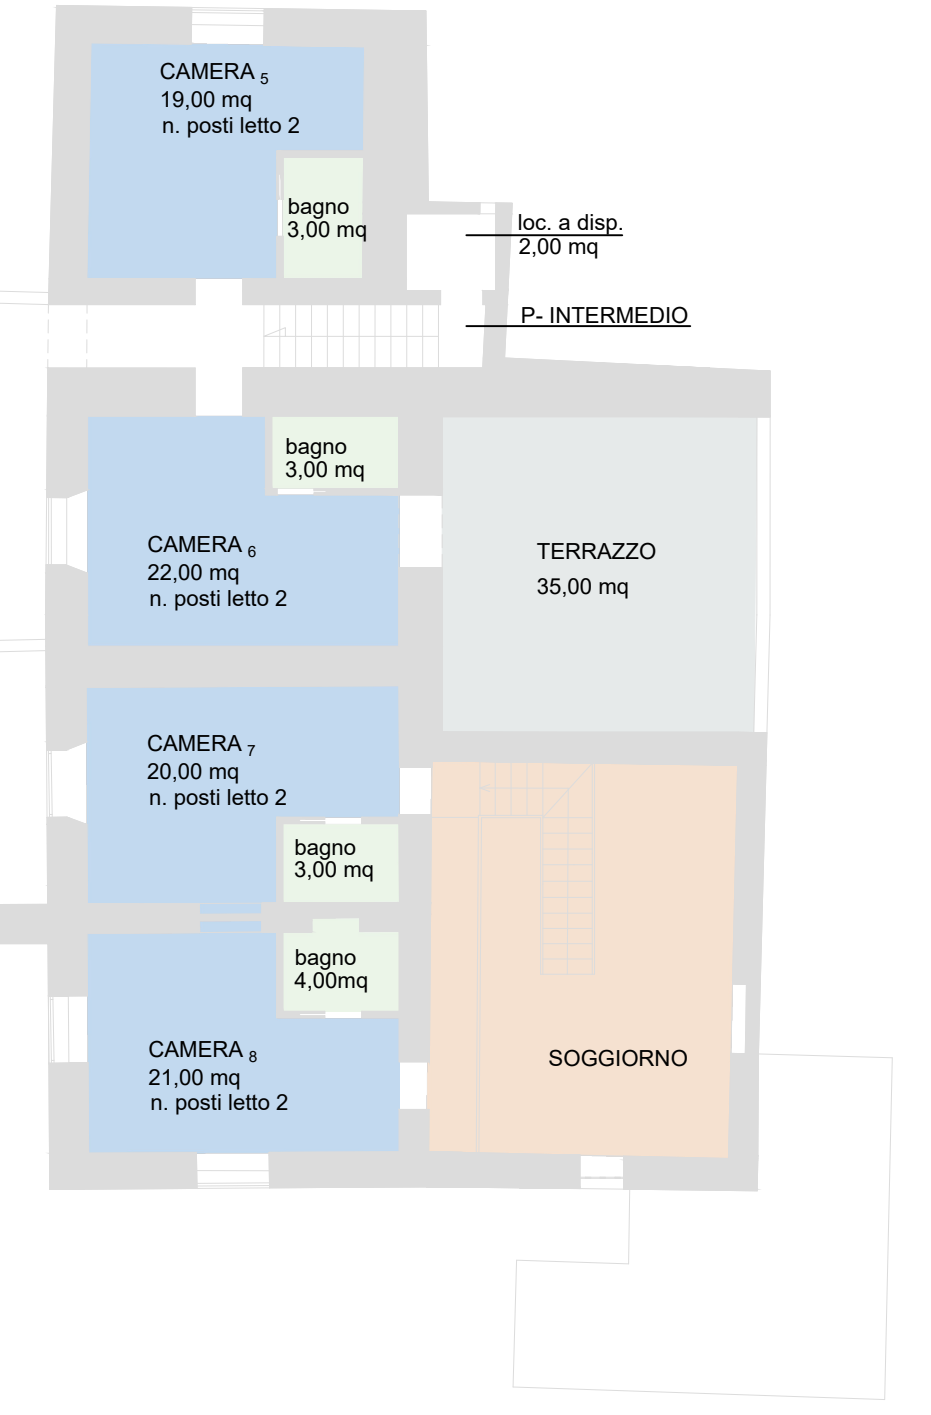 CAMERA 5
19,00 mq
n. posti letto 2
bagno
3,00 mq
loc. a disp.
2,00 mq
P- INTERMEDIO
bagno
3,00 mq
CAMERA 6
22,00 mq
n. posti letto 2
TERRAZZO
35,00 mq
CAMERA 7
20,00 mq
n. posti letto 2
bagno
3,00 mq
bagno
4,00mq
CAMERA 8
21,00 mq
n. posti letto 2
SOGGIORNO